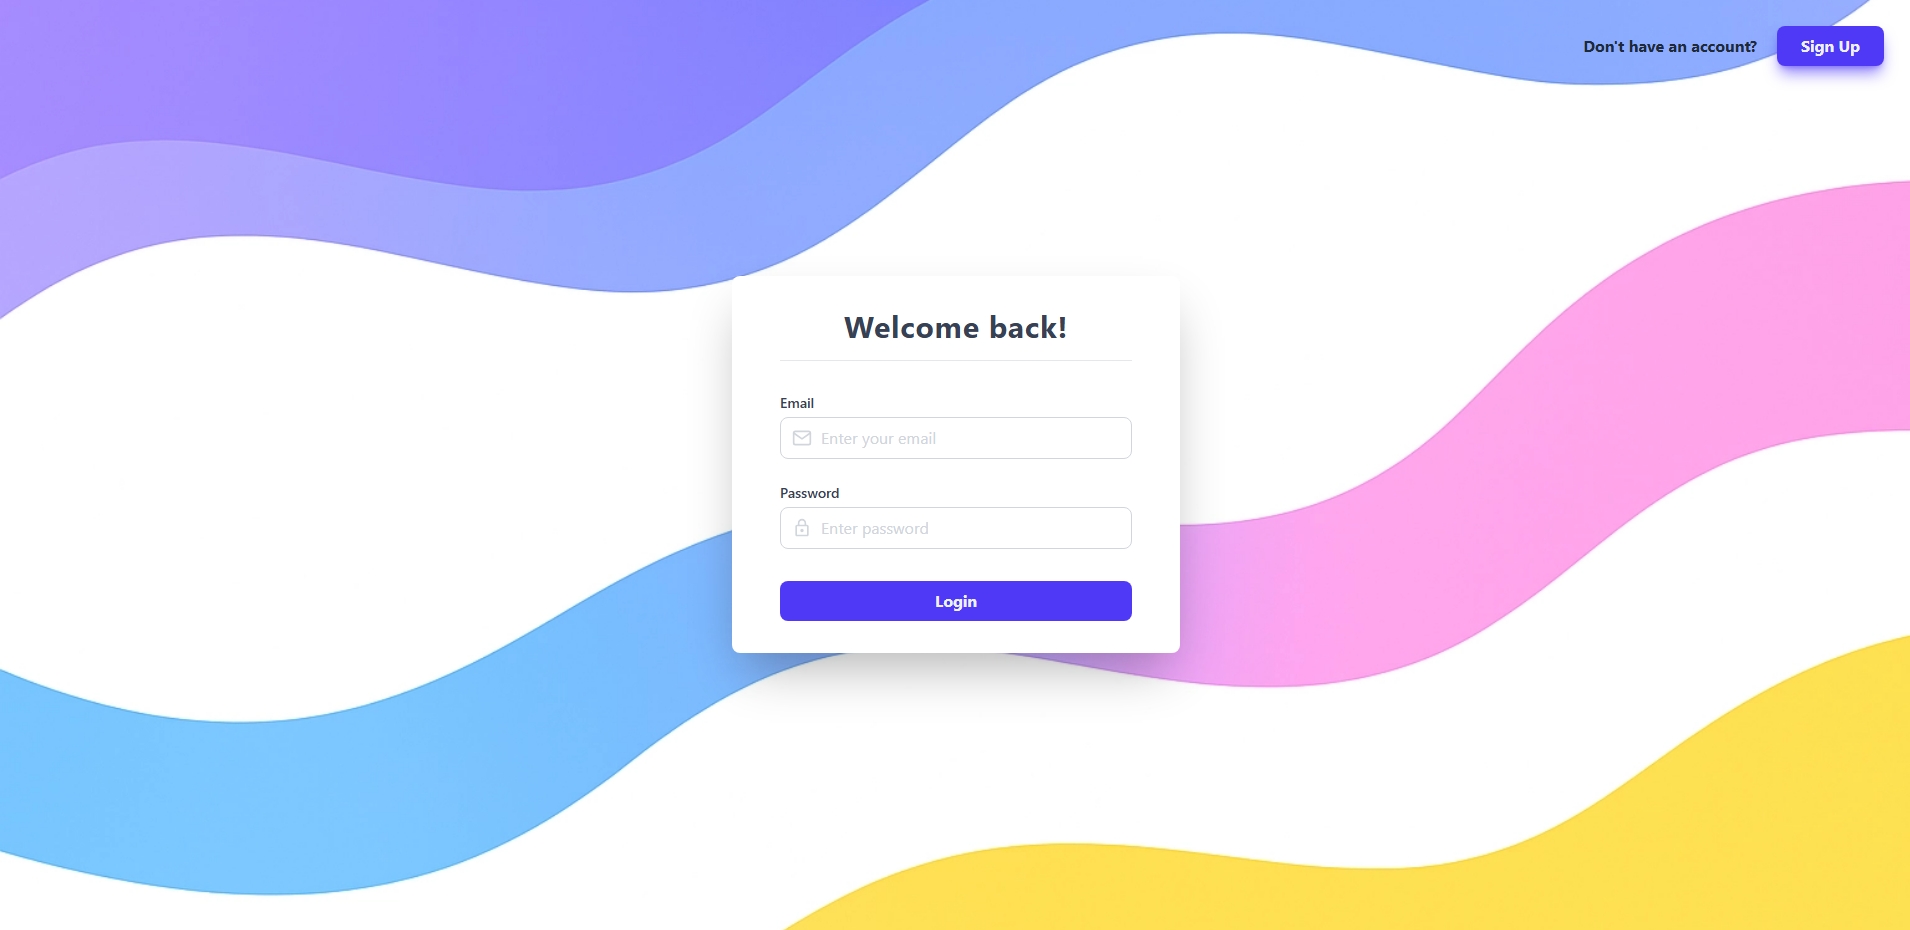 Don't have an account?
Sign Up
Welcome back!
Email
Enter your email
Password
Enter password
Login